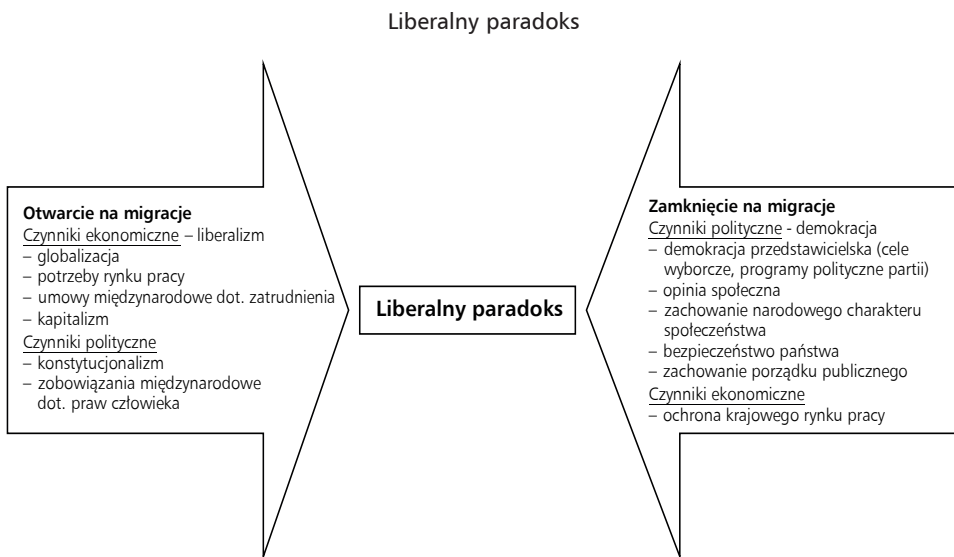 Liberalny paradoks
Otwarcie na migracje
Czynniki ekonomiczne – liberalizm
– globalizacja
– potrzeby rynku pracy
– umowy międzynarodowe dot. zatrudnienia
– kapitalizm
Czynniki polityczne
– konstytucjonalizm
– zobowiązania międzynarodowe
dot. praw człowieka
Liberalny paradoks
Zamknięcie na migracje
Czynniki polityczne - demokracja
– demokracja przedstawicielska (cele
wyborcze, programy polityczne partii)
– opinia społeczna
– zachowanie narodowego charakteru
społeczeństwa
– bezpieczeństwo państwa
– zachowanie porządku publicznego
Czynniki ekonomiczne
– ochrona krajowego rynku pracy